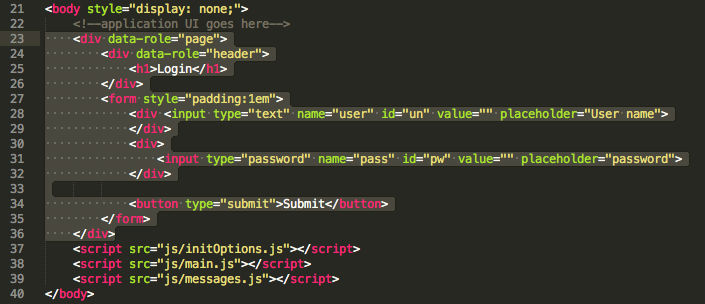 21 <body style="display: none;">
22 <!--application UI goes here-->
23 <div data-role="page">
24 <div data-role="header">
25 <h1>Login</h1>
26 </div>
27 <form style="padding:1em">
28 <div <input type="text" name="user" id="un" value="" placeholder="User name">
29 </div>
30 <div>
31 <input type="password" name="pass" id="pw" value="" placeholder="password">
32 </div>
33
34 <button type="submit">Submit</button>
35 </form>
36 </div>
37 <script src="js/initOptions.js"></script>
38 <script src="js/main.js"></script>
39 <script src="js/messages.js"></script>
40 </body>